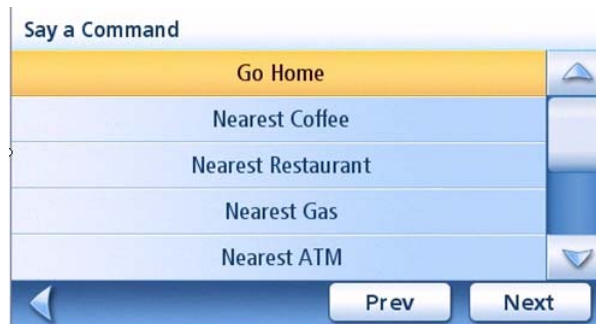 Say a Command
Go Home
Nearest Coffee
Nearest Restaurant
Nearest Gas
Nearest ATM
Prev
Next